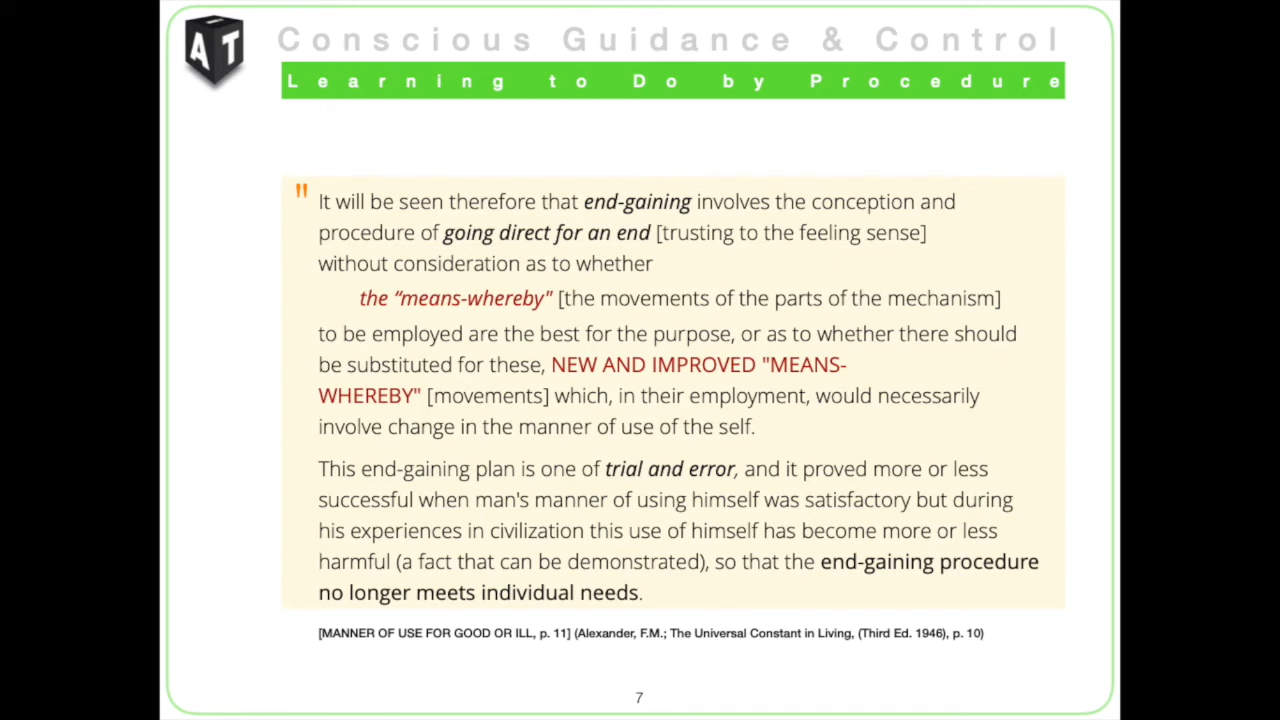 AT
Conscious Guidance & Control
Learning to Do by Procedure
" It will be seen therefore that end-gaining involves the conception and
procedure of going direct for an end [trusting to the feeling sense]
without consideration as to whether
the “means-whereby" [the movements of the parts of the mechanism]
to be employed are the best for the purpose, or as to whether there should
be substituted for these, NEW AND IMPROVED "MEANS-
WHEREBY" [movements] which, in their employment, would necessarily
involve change in the manner of use of the self.
This end-gaining plan is one of trial and error, and it proved more or less
successful when man's manner of using himself was satisfactory but during
his experiences in civilization this use of himself has become more or less
harmful (a fact that can be demonstrated), so that the end-gaining procedure
no longer meets individual needs.
[MANNER OF USE FOR GOOD OR ILL, p. 11] (Alexander, F.M.; The Universal Constant in Living, (Third Ed. 1946), p. 10)
7